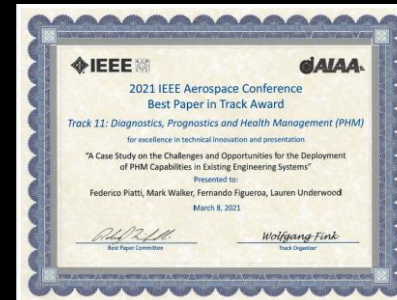 IEEE
AIAA
2021 IEEE Aerospace Conference
Best Paper in Track Award
Track 11: Diagnostics, Prognostics and Health Management (PHM)
for excellence in technical innovation and presentation
"A Case Study on the Challenges and Opportunities for the Deployment
of PHM Capabilities in Existing Engineering Systems"
Presented to:
Federico Piatti, Mark Walker, Fernando Figueroa, Lauren Underwood
March 8, 2021
Wolfgang Fink
Best Paper Committee
Track Organizer